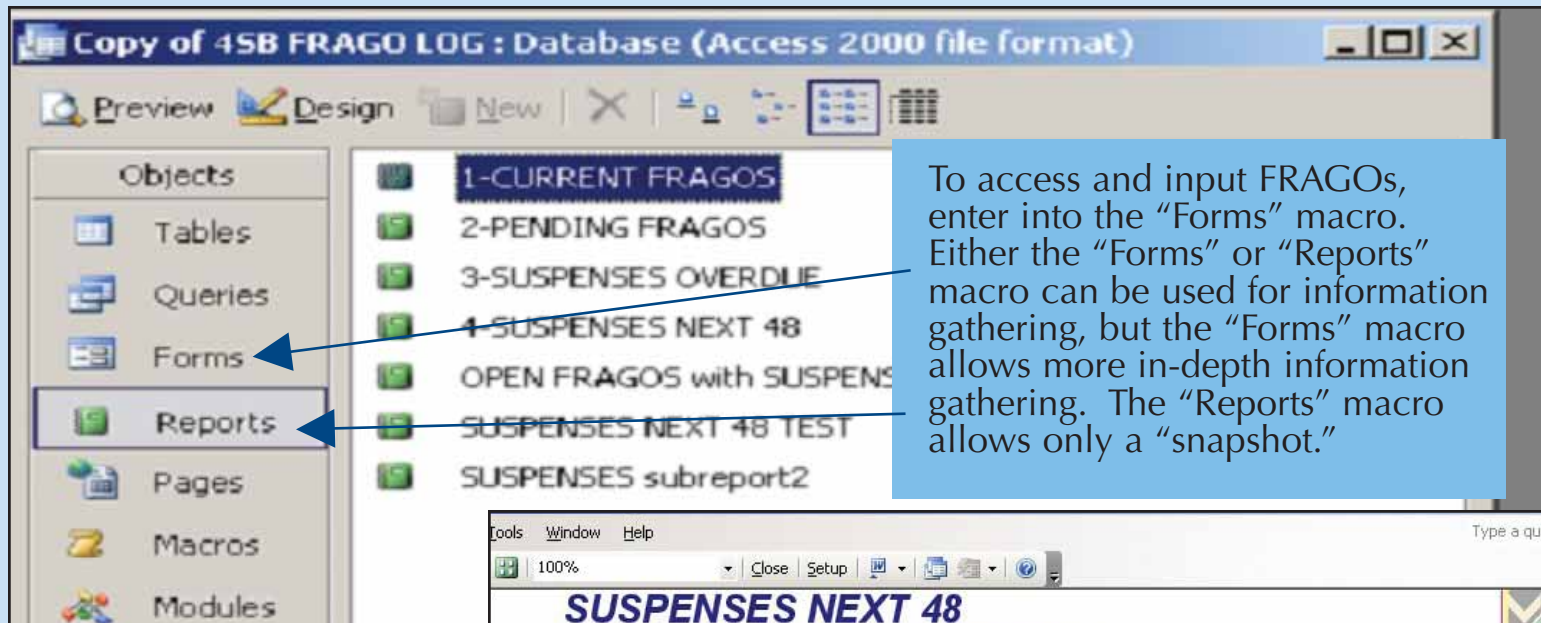 Copy of 4SB FRAGO LOG : Database (Access 2000 file format)
Preview Design New
Objects
Tables
Queries
Forms
Reports
Pages
Macros
Modules
1-CURRENT FRAGOS
2-PENDING FRAGOS
3-SUSPENSES OVERDUE
4-SUSPENSES NEXT 48
OPEN FRAGOS with SUSPENS
SUSPENSES NEXT 48 TEST
SUSPENSES subreport2
To access and input FRAGOs,
enter into the “Forms” macro.
Either the “Forms” or “Reports”
macro can be used for information
gathering, but the “Forms” macro
allows more in-depth information
gathering. The “Reports” macro
allows only a “snapshot.”
Tools Window Help
Type a qu
100% Close Setup
SUSPENSES NEXT 48